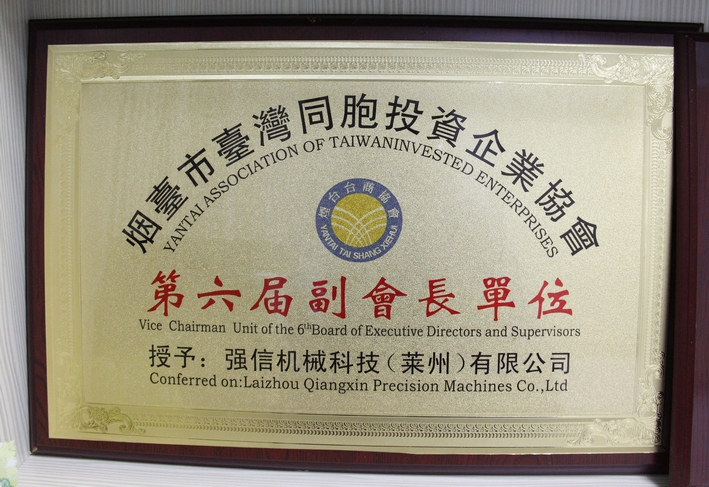 烟臺市臺灣同胞投資企業協會
YANTAI ASSOCIATION OF TAIWANINVESTED ENTERPRISES
煙台台商協會
YANTAI TAI SHANG XIEHUI
第六届副會長單位
Vice Chairman Unit of the 6th Board of Executive Directors and Supervisors
授予：强信机械科技（莱州）有限公司
Conferred on:Laizhou Qiangxin Precision Machines Co.,Ltd